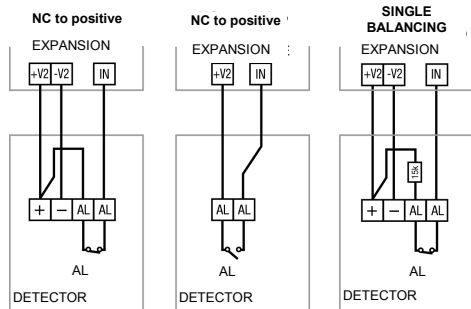 NC to positive
EXPANSION
+V2 -V2 IN
+ − AL AL
AL
DETECTOR
NC to positive
EXPANSION
+V2 IN
AL AL
AL
DETECTOR
SINGLE
BALANCING
EXPANSION
+V2 -V2 IN
15k
+ − AL AL
AL
DETECTOR